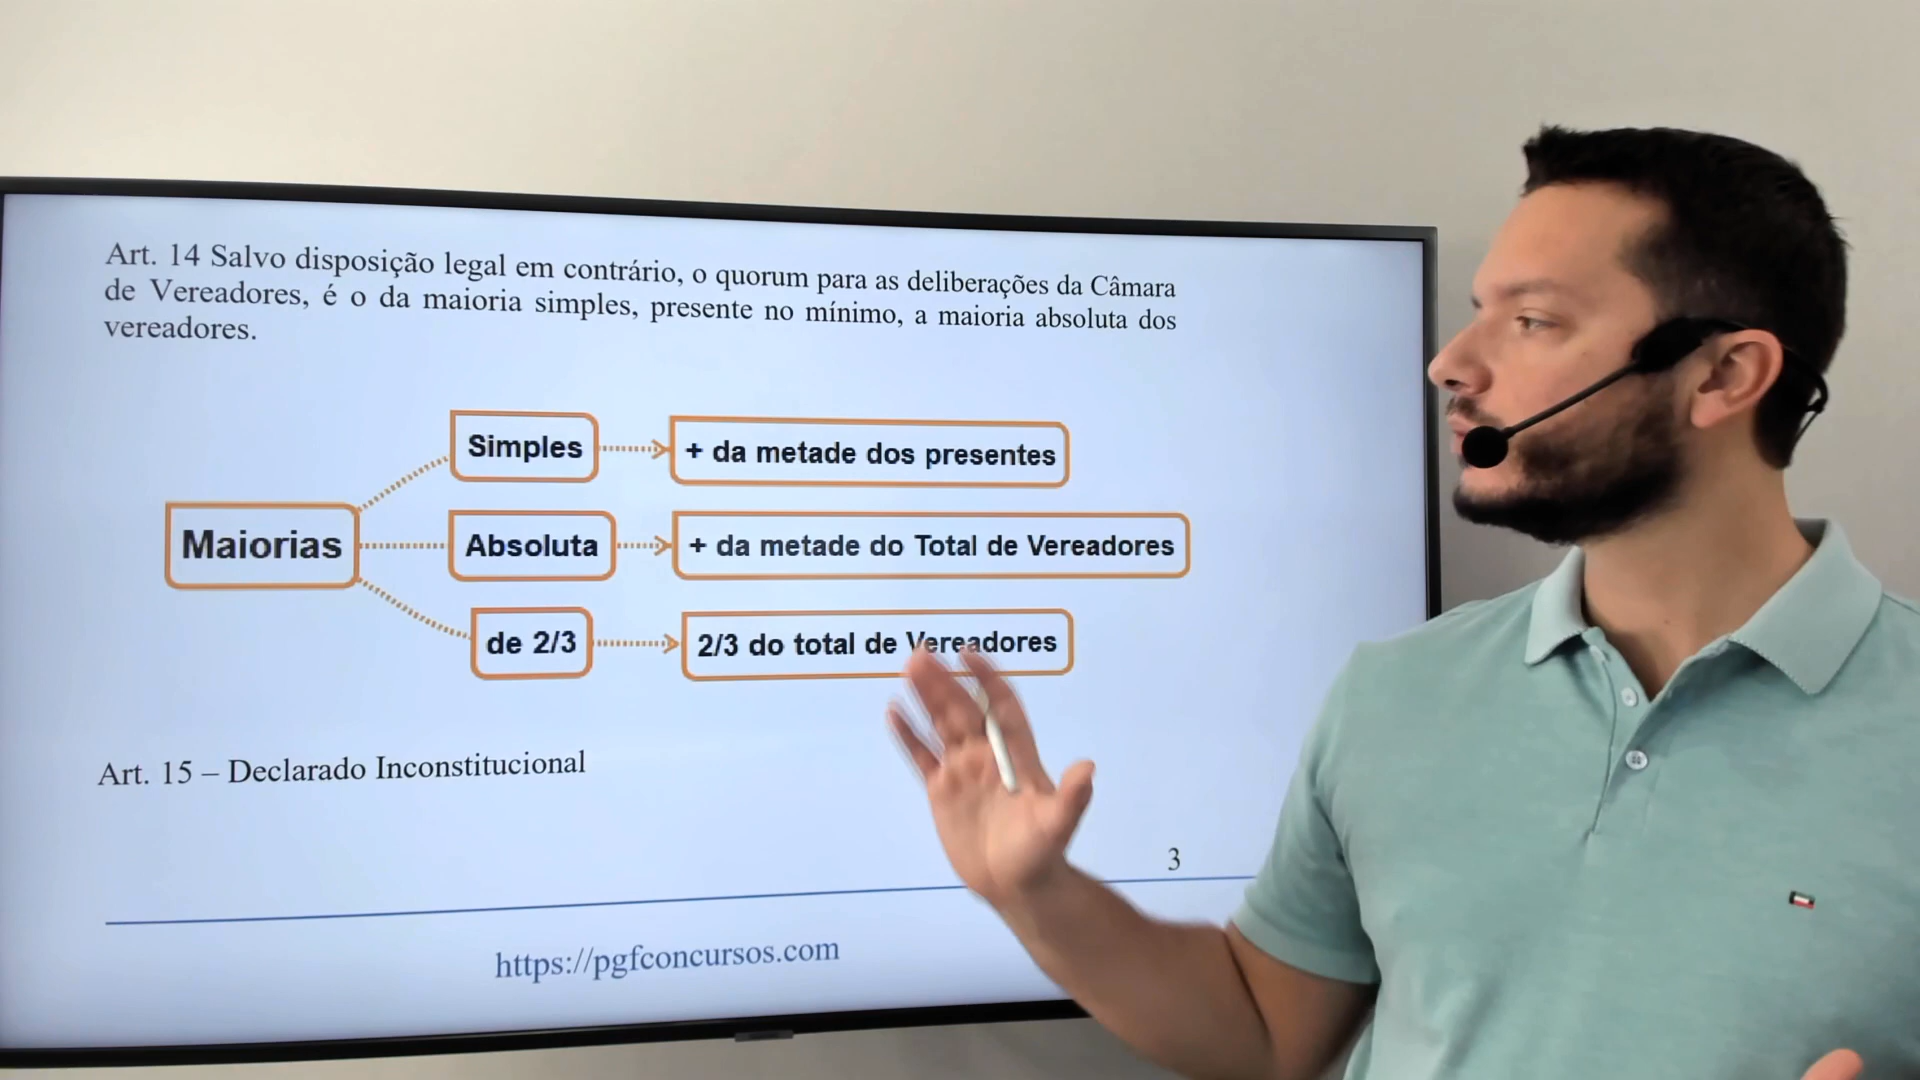 Art. 14 Salvo disposição legal em contrário, o quorum para as deliberações da Câmara
de Vereadores, é o da maioria simples, presente no mínimo, a maioria absoluta dos
vereadores.
Simples
+ da metade dos presentes
Maiorias
Absoluta
+ da metade do Total de Vereadores
de 2/3
2/3 do total de Vereadores
Art. 15 – Declarado Inconstitucional
3
https://pgfconcursos.com